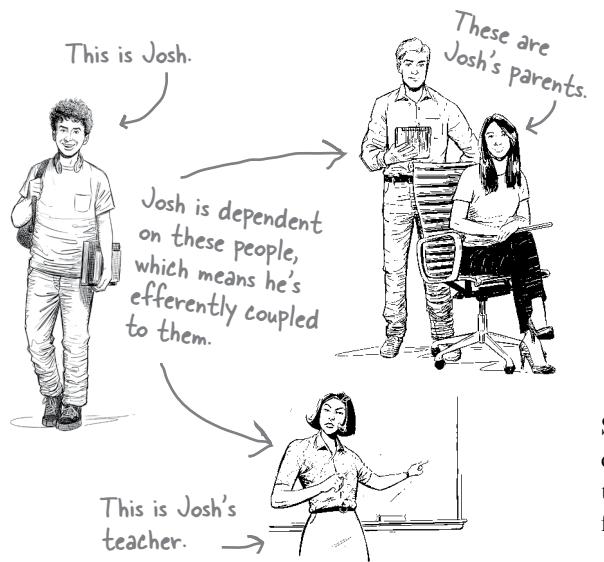 This is Josh.
These are
Josh's parents.
Josh is dependent
on these people,
which means he's
efferently coupled
to them.
This is Josh's
teacher.